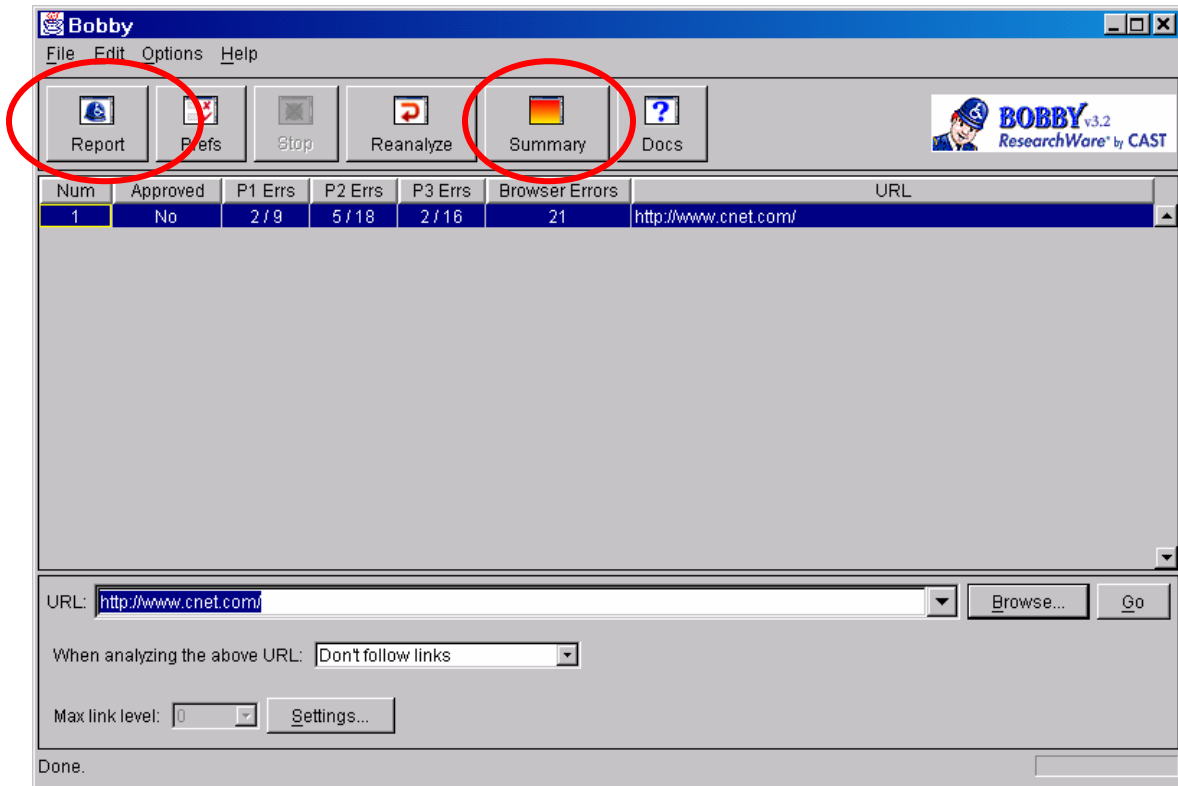 Bobby
File Edit Options Help
Report Prefs Stop Reanalyze Summary Docs
BOBBY v3.2
ResearchWare* by CAST
Num Approved P1 Errs P2 Errs P3 Errs Browser Errors URL
1 No 2 / 9 5 / 18 2 / 16 21 http://www.cnet.com/
URL: http://www.cnet.com/ Browse... Go
When analyzing the above URL: Don't follow links
Max link level: 0 Settings...
Done.